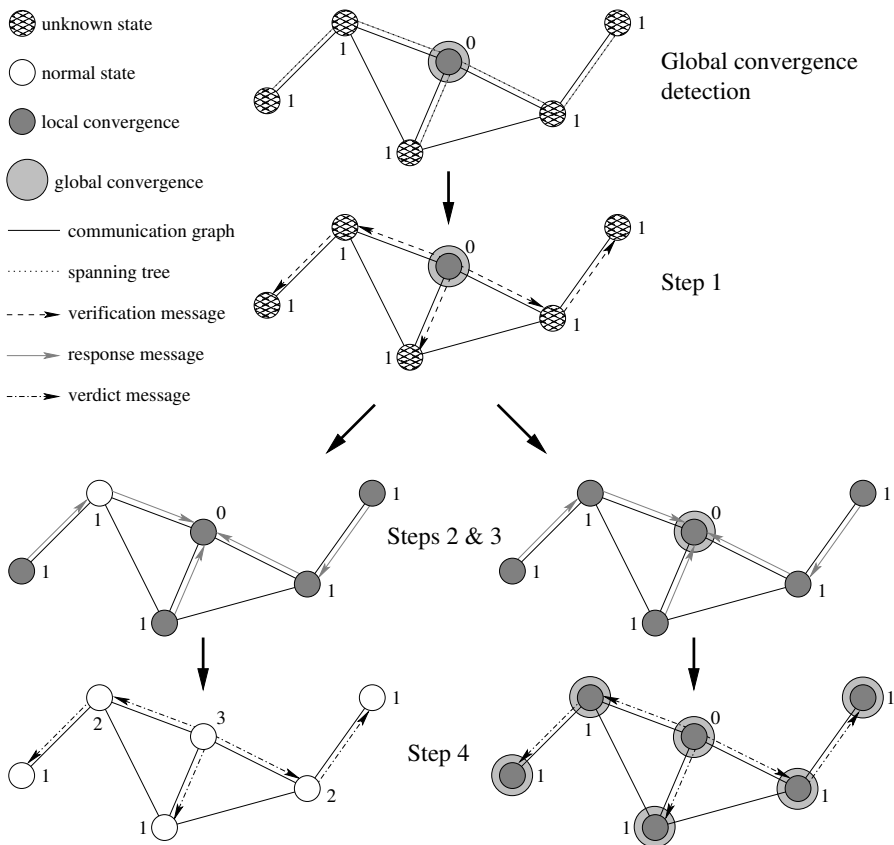 unknown state
normal state
local convergence
global convergence
communication graph
spanning tree
verification message
response message
verdict message
0
1
1
1
1
1
Global convergence
detection
0
1
1
1
1
1
Step 1
1
0
1
1
1
1
Steps 2 & 3
1
0
1
1
1
1
1
3
2
1
2
1
Step 4
1
0
1
1
1
1